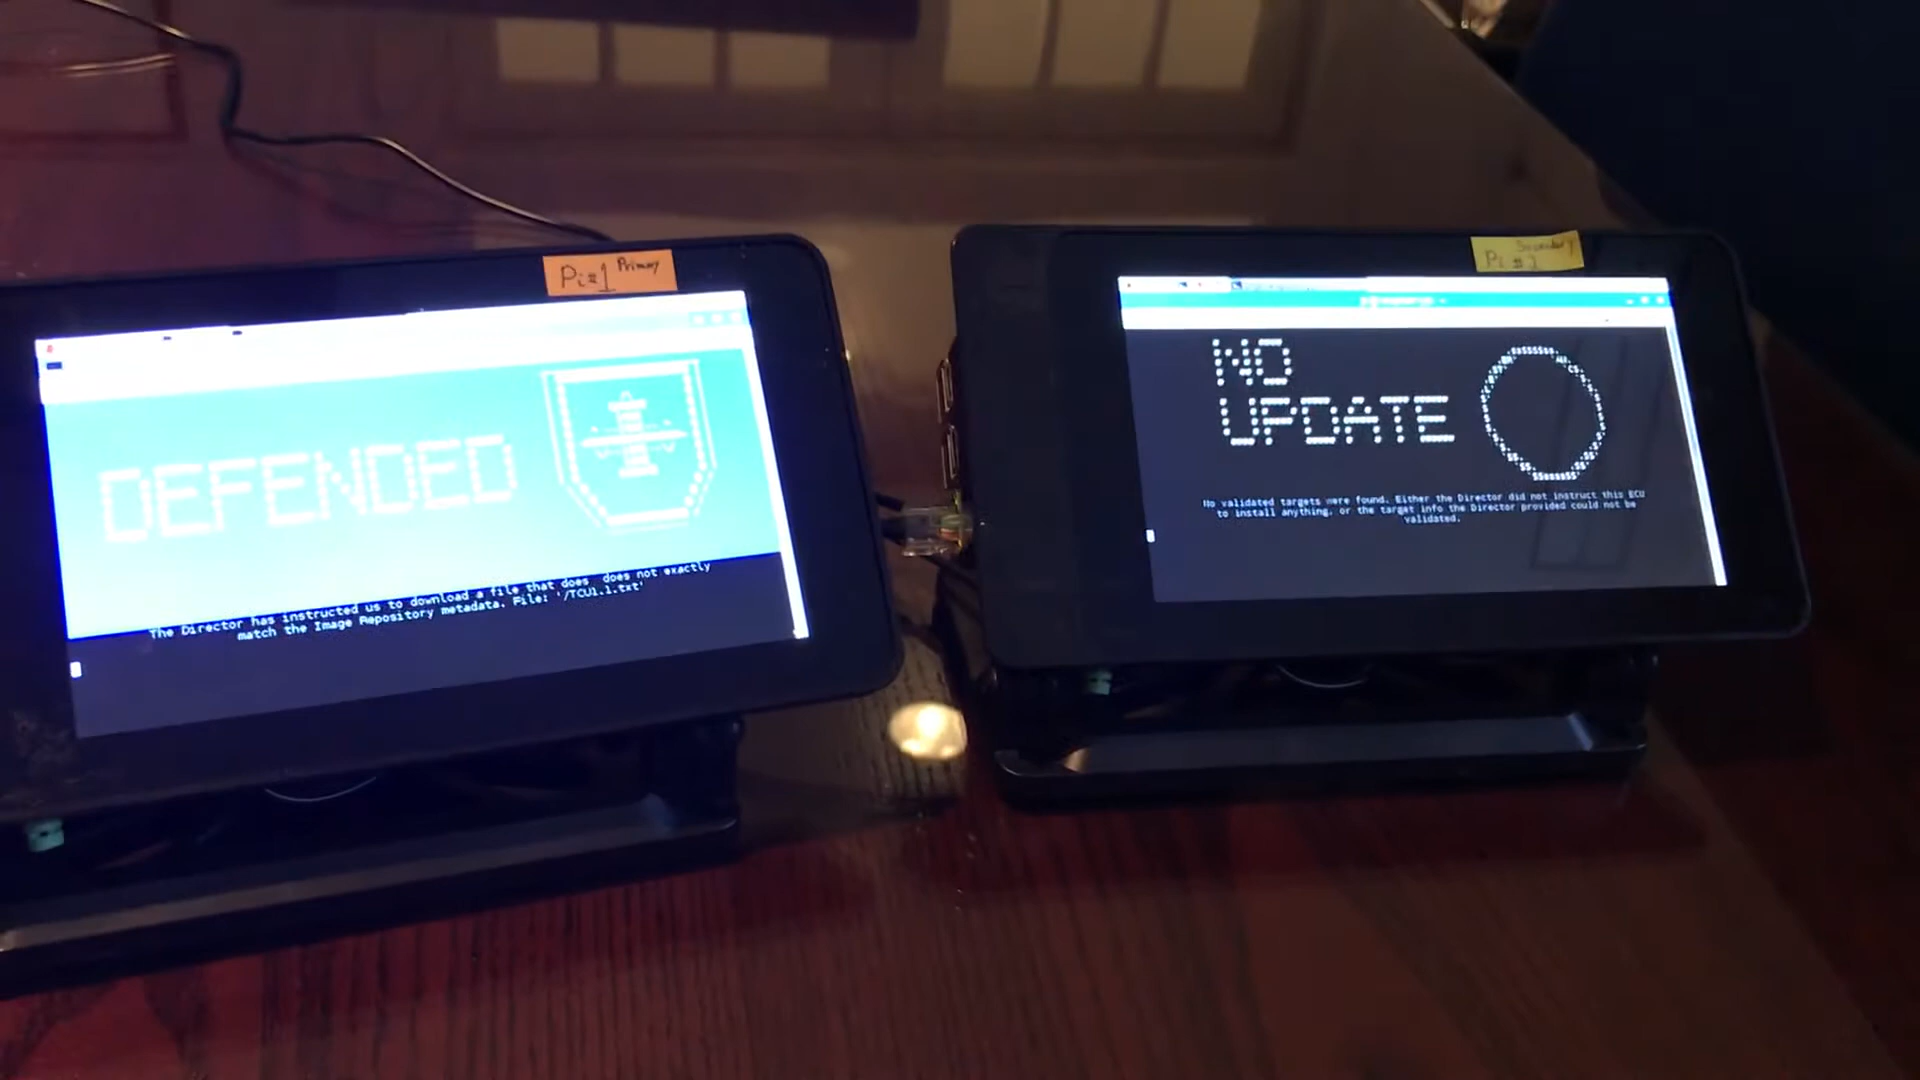 Pi#1 Primary
DEFENDED
The Director has instructed us to download a file that does  does not exactly
match the Image Repository metadata. File: '/TCU1.1.txt'
Secondary
NO
UPDATE
No validated targets were found. Either the Director did not instruct this ECU
to install anything, or the target info the Director provided could not be
validated.